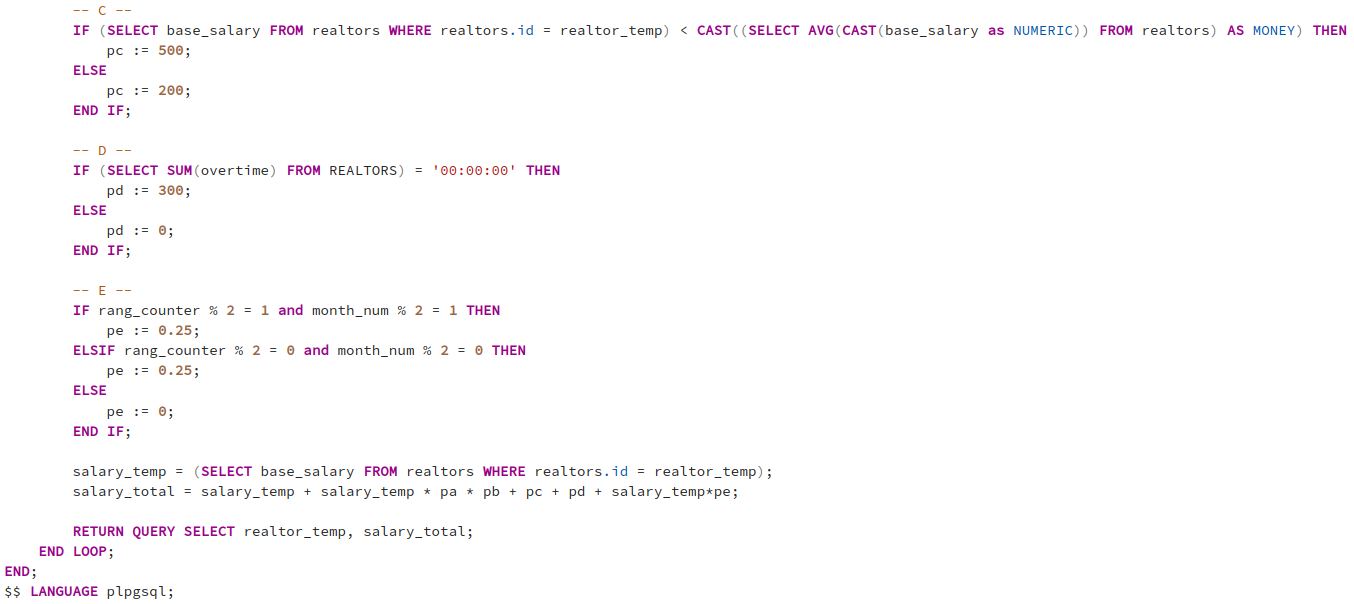 -- C --
IF (SELECT base_salary FROM realtors WHERE realtors.id = realtor_temp) < CAST((SELECT AVG(CAST(base_salary as NUMERIC)) FROM realtors) AS MONEY) THEN
pc := 500;
ELSE
pc := 200;
END IF;
-- D --
IF (SELECT SUM(overtime) FROM REALTORS) = '00:00:00' THEN
pd := 300;
ELSE
pd := 0;
END IF;
-- E --
IF rang_counter % 2 = 1 and month_num % 2 = 1 THEN
pe := 0.25;
ELSIF rang_counter % 2 = 0 and month_num % 2 = 0 THEN
pe := 0.25;
ELSE
pe := 0;
END IF;
salary_temp = (SELECT base_salary FROM realtors WHERE realtors.id = realtor_temp);
salary_total = salary_temp + salary_temp * pa * pb + pc + pd + salary_temp*pe;
RETURN QUERY SELECT realtor_temp, salary_total;
END LOOP;
END;
$$ LANGUAGE plpgsql;